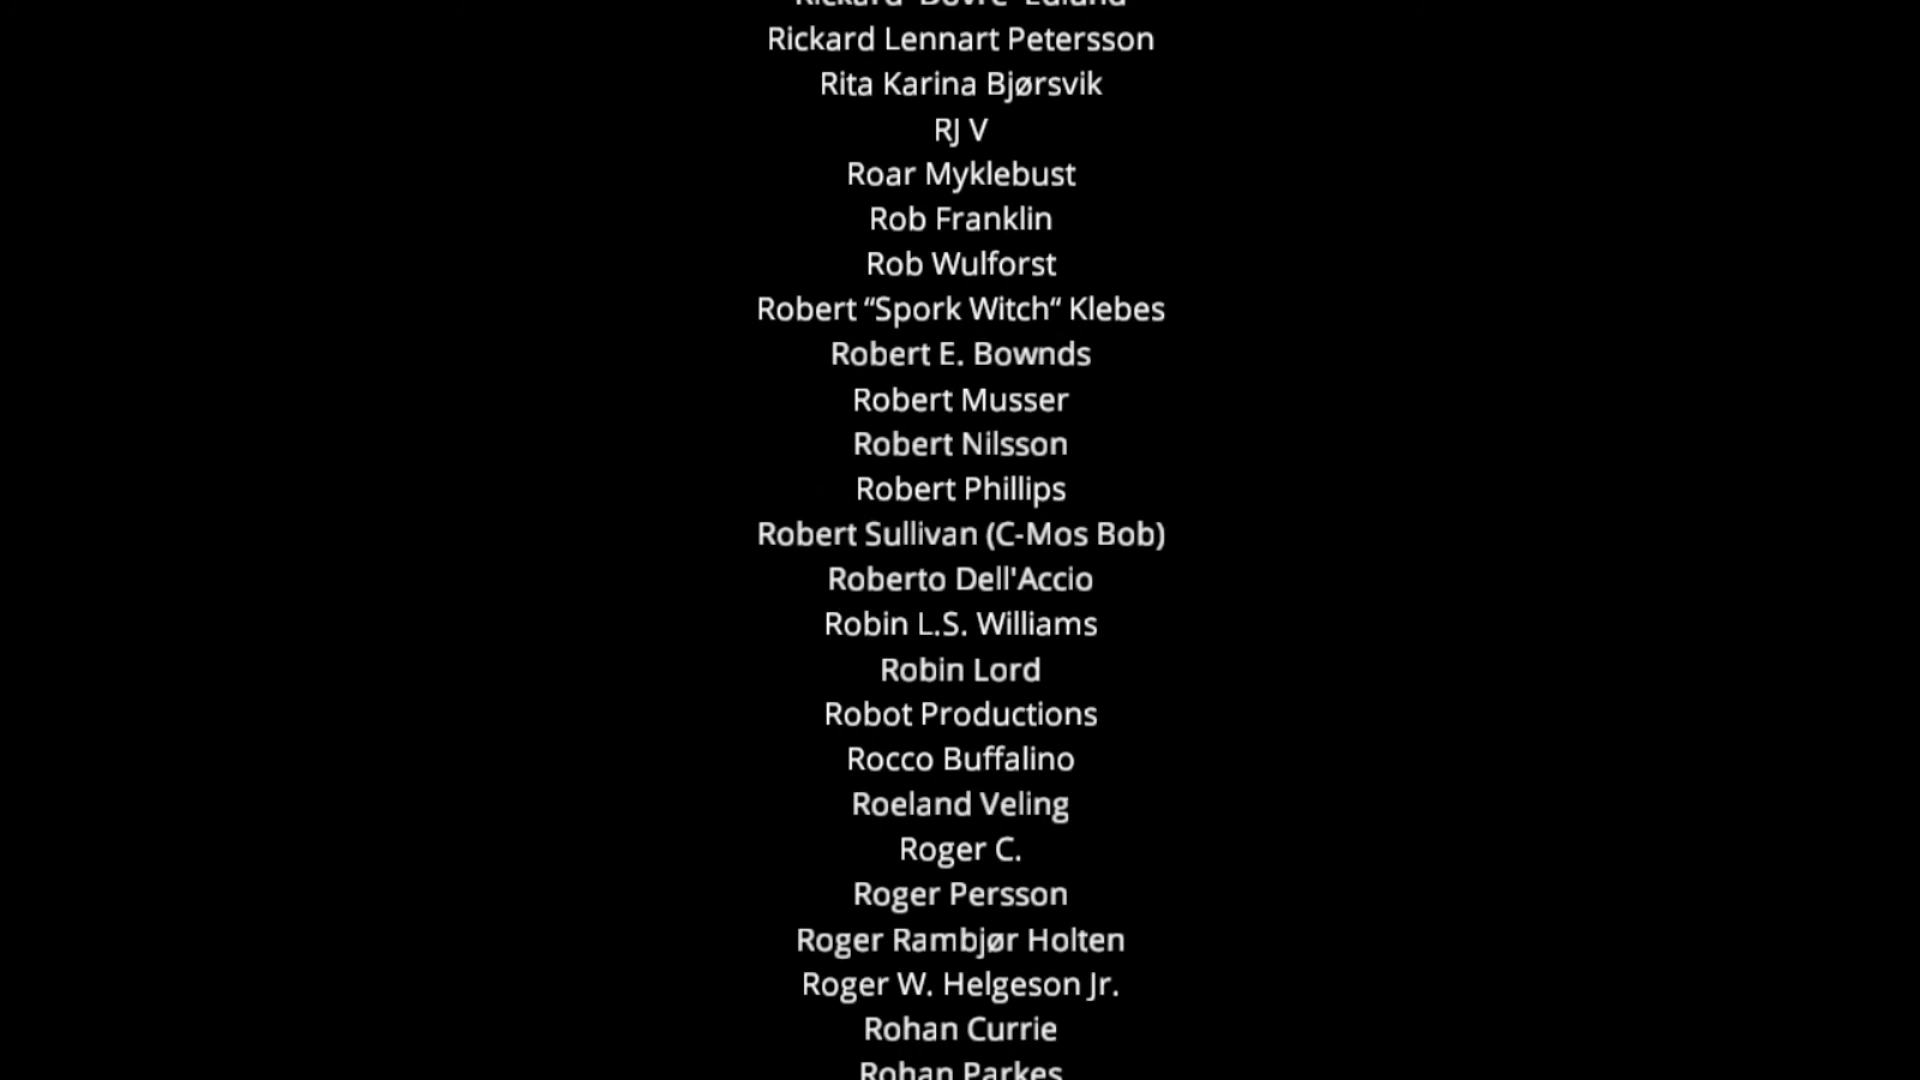 Rickard Lennart Petersson
Rita Karina Bjørsvik
RJ V
Roar Myklebust
Rob Franklin
Rob Wulforst
Robert “Spork Witch“ Klebes
Robert E. Bownds
Robert Musser
Robert Nilsson
Robert Phillips
Robert Sullivan (C-Mos Bob)
Roberto Dell'Accio
Robin L.S. Williams
Robin Lord
Robot Productions
Rocco Buffalino
Roeland Veling
Roger C.
Roger Persson
Roger Rambjør Holten
Roger W. Helgeson Jr.
Rohan Currie
Rohan Parkes